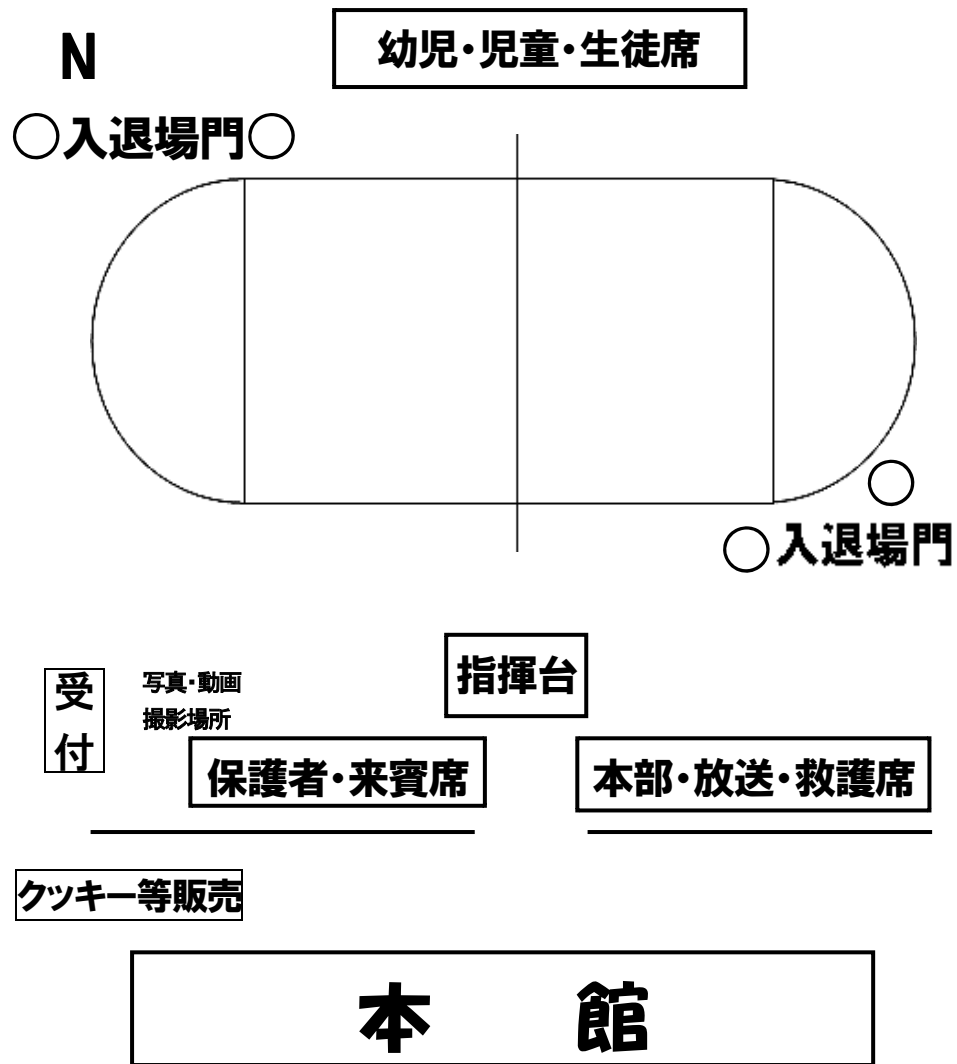 N
幼児・児童・生徒席
○入退場門○
○入退場門
指揮台
受
付
写真・動画
撮影場所
保護者・来賓席
本部・放送・救護席
クッキー等販売
本 館